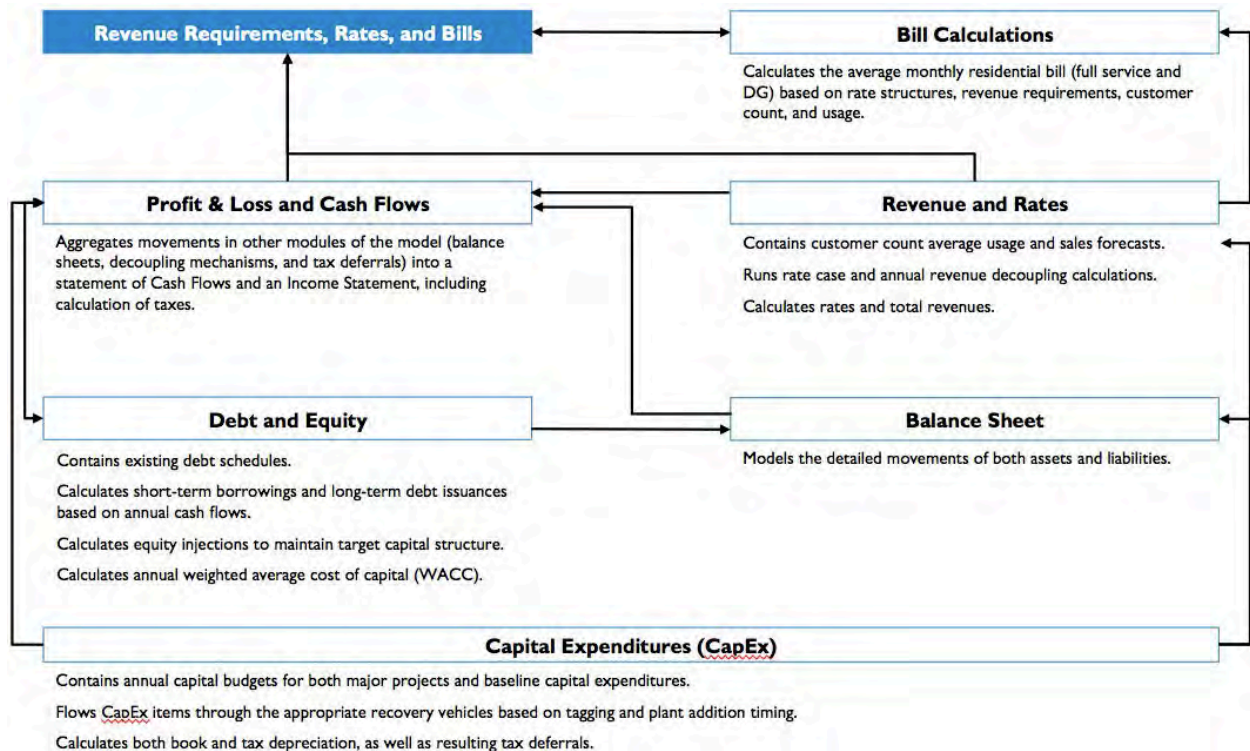 Revenue Requirements, Rates, and Bills
Bill Calculations
Calculates the average monthly residential bill (full service and
DG) based on rate structures, revenue requirements, customer
count, and usage.
Profit & Loss and Cash Flows
Aggregates movements in other modules of the model (balance
sheets, decoupling mechanisms, and tax deferrals) into a
statement of Cash Flows and an Income Statement, including
calculation of taxes.
Revenue and Rates
Contains customer count average usage and sales forecasts.
Runs rate case and annual revenue decoupling calculations.
Calculates rates and total revenues.
Debt and Equity
Contains existing debt schedules.
Calculates short-term borrowings and long-term debt issuances
based on annual cash flows.
Calculates equity injections to maintain target capital structure.
Calculates annual weighted average cost of capital (WACC).
Balance Sheet
Models the detailed movements of both assets and liabilities.
Capital Expenditures (CapEx)
Contains annual capital budgets for both major projects and baseline capital expenditures.
Flows CapEx items through the appropriate recovery vehicles based on tagging and plant addition timing.
Calculates both book and tax depreciation, as well as resulting tax deferrals.